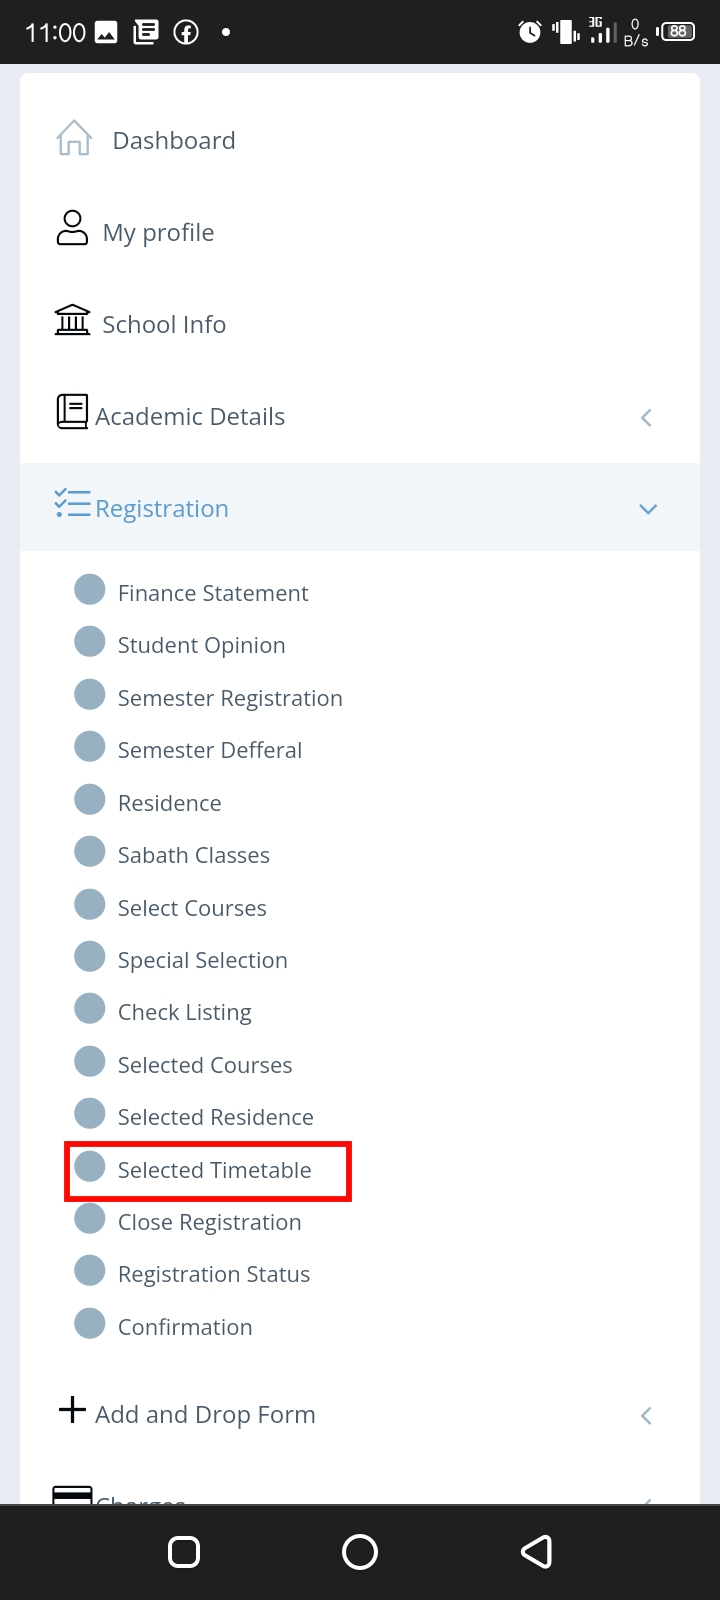 11:00
3G
0
B/s
88
Dashboard
My profile
School Info
Academic Details
Registration
Finance Statement
Student Opinion
Semester Registration
Semester Defferal
Residence
Sabath Classes
Select Courses
Special Selection
Check Listing
Selected Courses
Selected Residence
Selected Timetable
Close Registration
Registration Status
Confirmation
Add and Drop Form
Charges